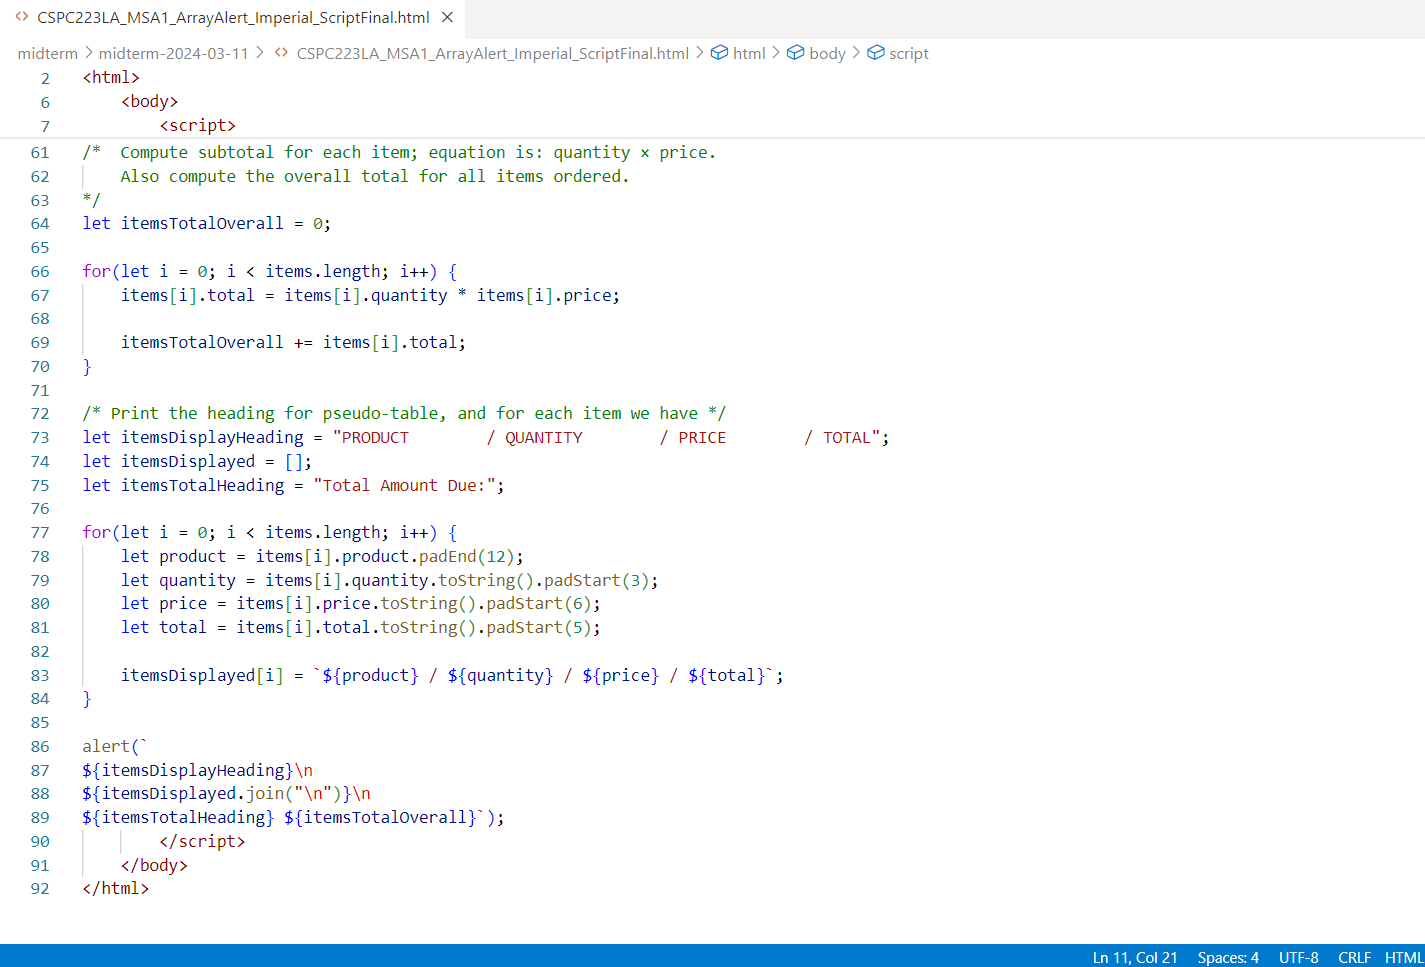 <> CSPC223LA_MSA1_ArrayAlert_Imperial_ScriptFinal.html ×
midterm > midterm-2024-03-11 > <> CSPC223LA_MSA1_ArrayAlert_Imperial_ScriptFinal.html > html > body > script
2 <html>
6     <body>
7         <script>
61 /*  Compute subtotal for each item; equation is: quantity × price.
62     Also compute the overall total for all items ordered.
63 */
64 let itemsTotalOverall = 0;
65
66 for(let i = 0; i < items.length; i++) {
67     items[i].total = items[i].quantity * items[i].price;
68
69     itemsTotalOverall += items[i].total;
70 }
71
72 /* Print the heading for pseudo-table, and for each item we have */
73 let itemsDisplayHeading = "PRODUCT        / QUANTITY        / PRICE        / TOTAL";
74 let itemsDisplayed = [];
75 let itemsTotalHeading = "Total Amount Due:";
76
77 for(let i = 0; i < items.length; i++) {
78     let product = items[i].product.padEnd(12);
79     let quantity = items[i].quantity.toString().padStart(3);
80     let price = items[i].price.toString().padStart(6);
81     let total = items[i].total.toString().padStart(5);
82
83     itemsDisplayed[i] = `${product} / ${quantity} / ${price} / ${total}`;
84 }
85
86 alert(`
87 ${itemsDisplayHeading}\n
88 ${itemsDisplayed.join("\n")}\n
89 ${itemsTotalHeading} ${itemsTotalOverall}`);
90         </script>
91     </body>
92 </html>
Ln 11, Col 21 Spaces: 4 UTF-8 CRLF HTML